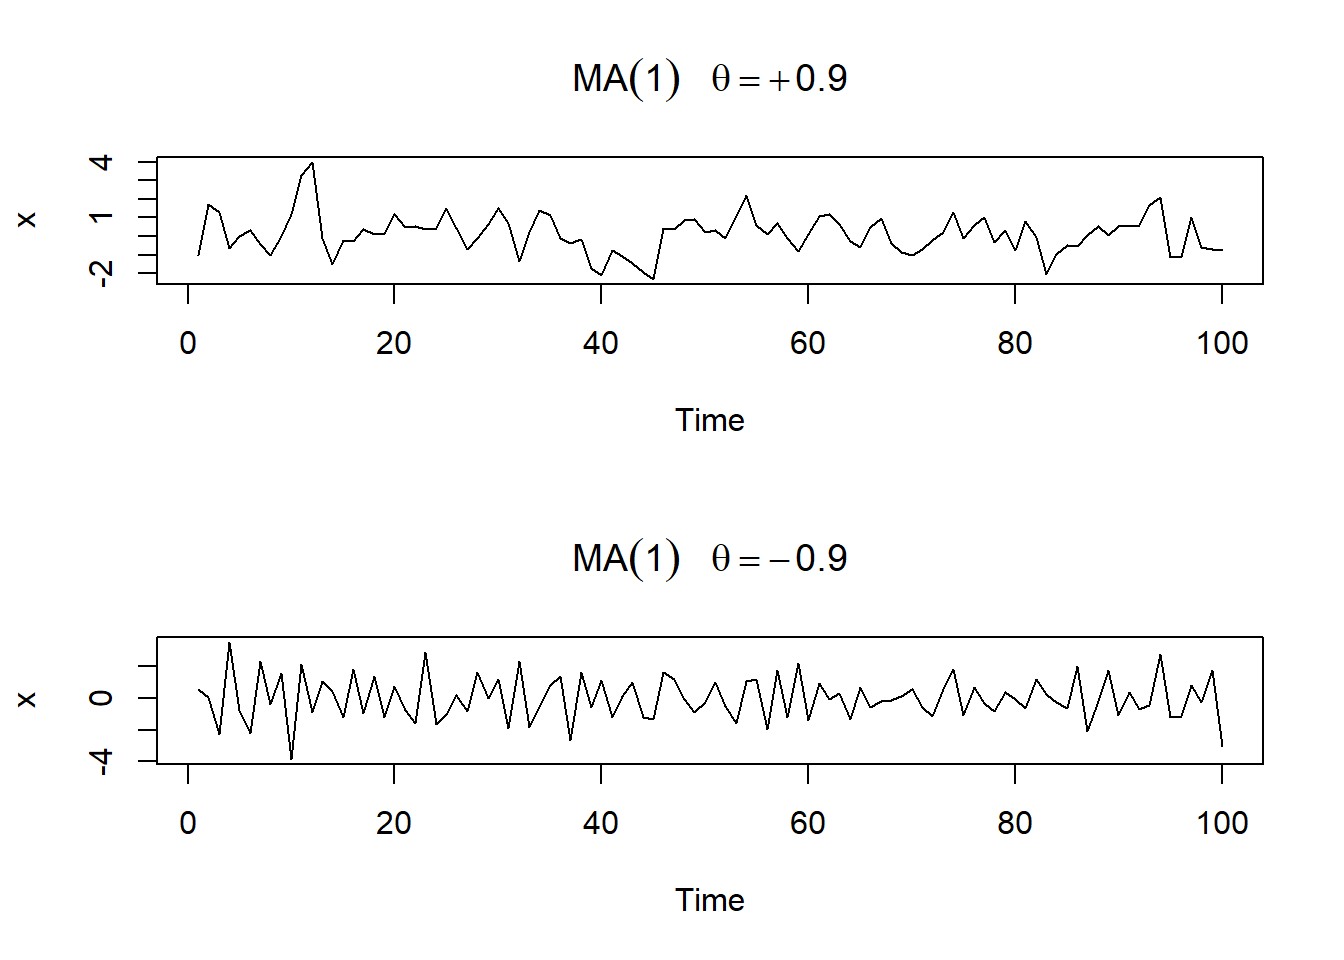 MA(1) θ = +0.9
x
4
1
-2
0 20 40 60 80 100
Time
MA(1) θ = −0.9
x
0
-4
0 20 40 60 80 100
Time